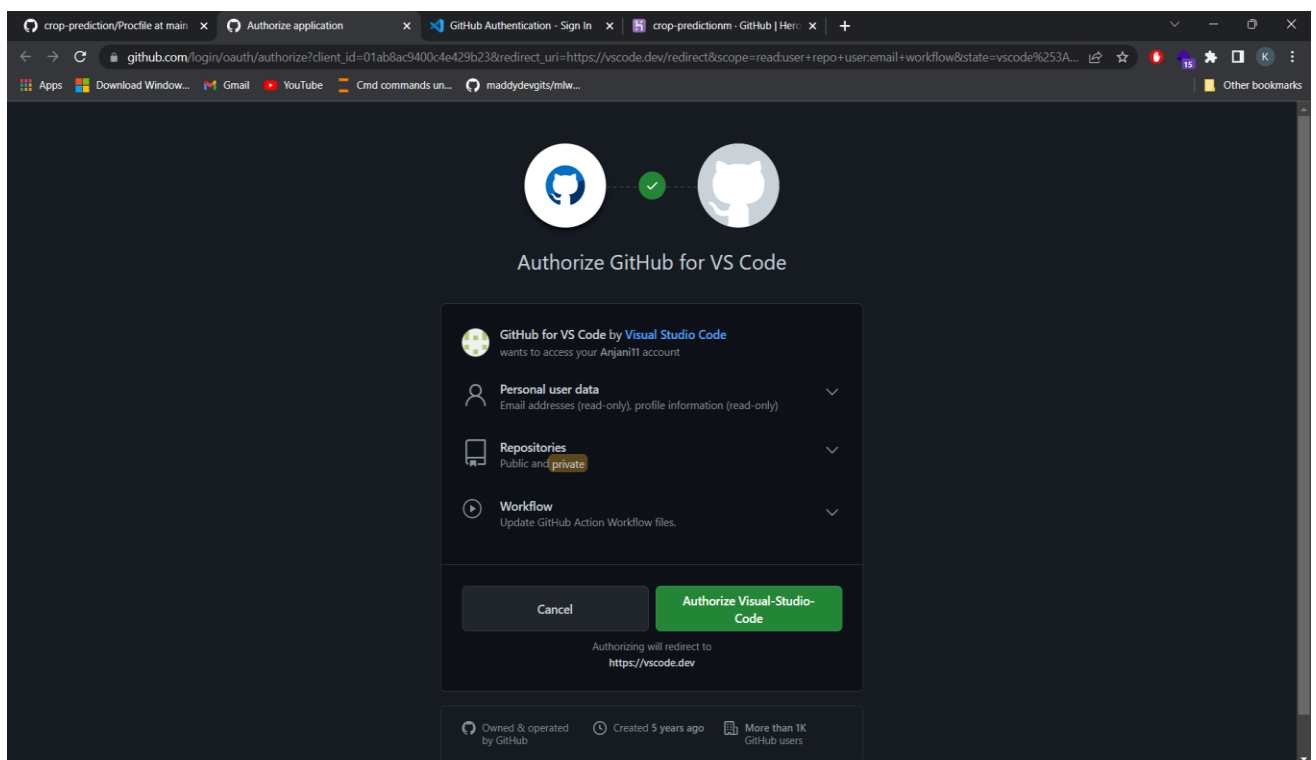 crop-prediction/Procfile at main
Authorize application
GitHub Authentication - Sign In
crop-predictionm - GitHub | Hero
github.com/login/oauth/authorize?client_id=01ab8ac9400c4e429b23&redirect_uri=https://vscode.dev/redirect&scope=read:user+repo+user:email+workflow&state=vscode%253A...
15
K
Apps
Download Window...
Gmail
YouTube
Cmd commands un...
maddydevgits/mlw...
Other bookmarks
Authorize GitHub for VS Code
GitHub for VS Code by Visual Studio Code
wants to access your Anjani11 account
Personal user data
Email addresses (read-only), profile information (read-only)
Repositories
Public and private
Workflow
Update GitHub Action Workflow files.
Cancel
Authorize Visual-Studio-
Code
Authorizing will redirect to
https://vscode.dev
Owned & operated
by GitHub
Created 5 years ago
More than 1K
GitHub users